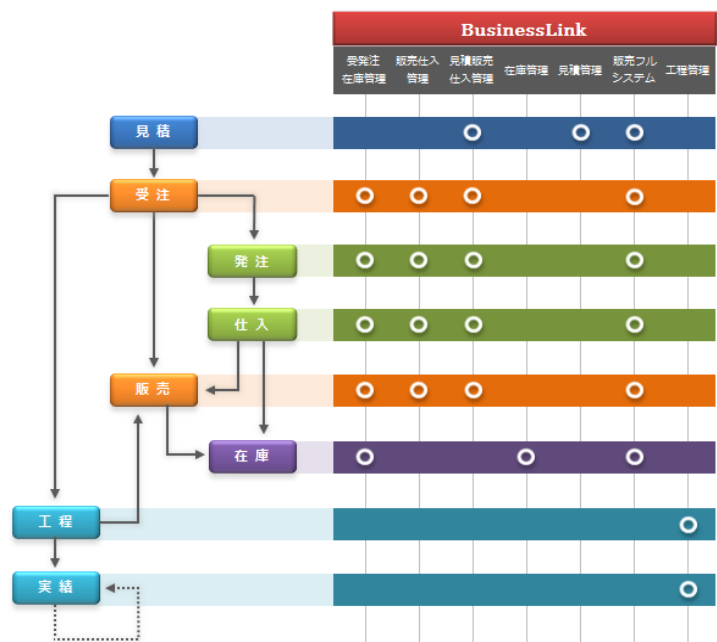 BusinessLink
受発注
在庫管理
販売仕入
管理
見積販売
仕入管理
在庫管理
見積管理
販売フル
システム
工程管理
見積
受注
発注
仕入
販売
在庫
工程
実績